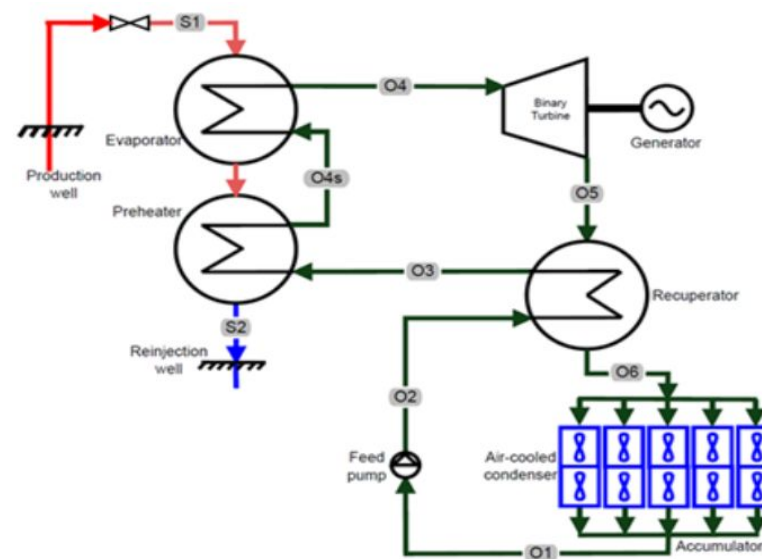 S1
O4
Binary
Turbine
Evaporator
Generator
Production
well
O4s
O5
Preheater
O3
Recuperator
S2
Reinjection
well
O6
O2
Feed
pump
Air-cooled
condenser
O1
Accumulator